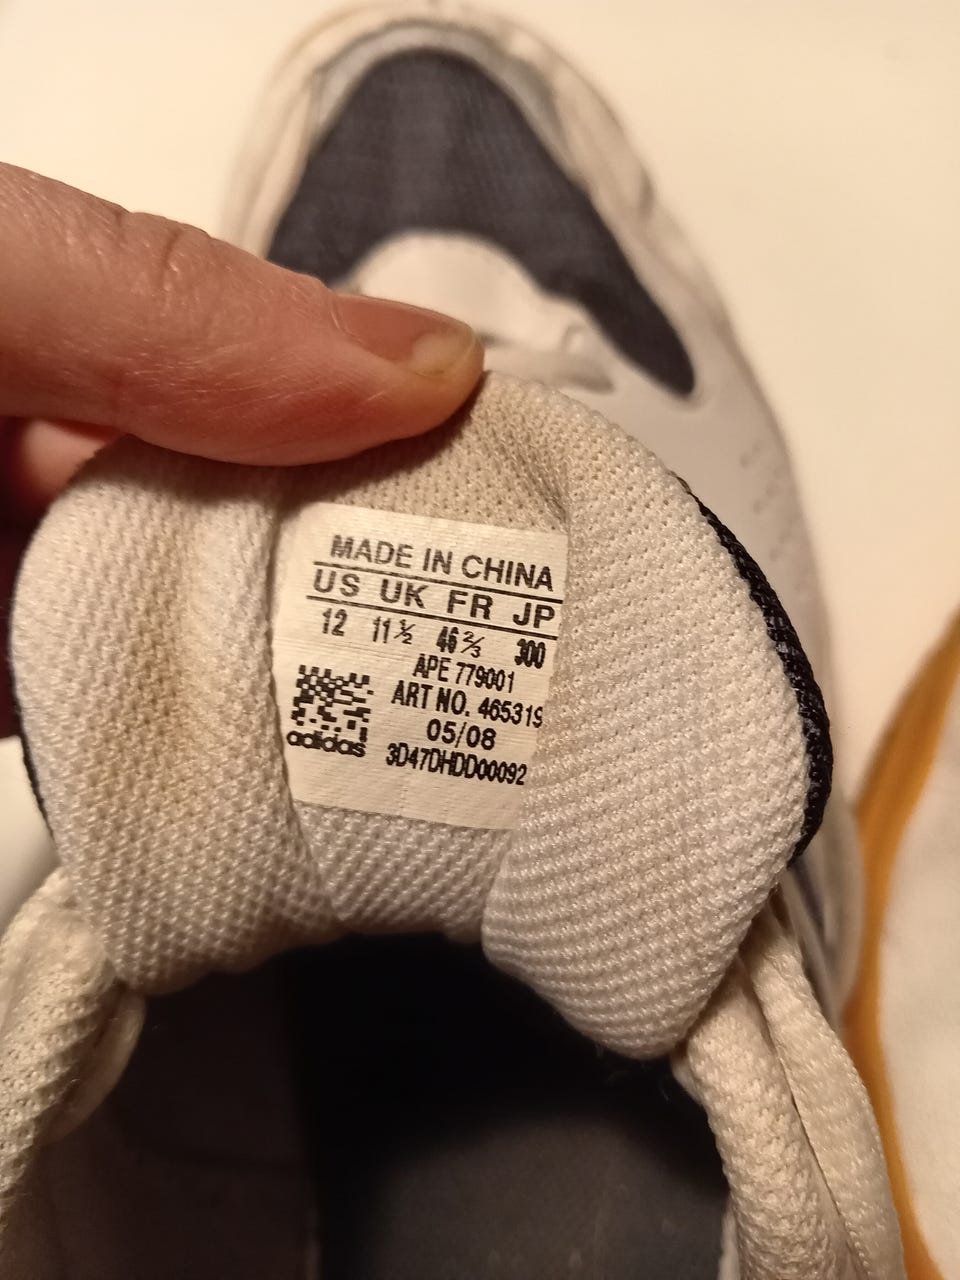 MADE IN CHINA
US UK FR JP
12 11½ 46⅔ 300
APE 779001
ART NO. 465319
05/08
adidas
3D47DHDD00092